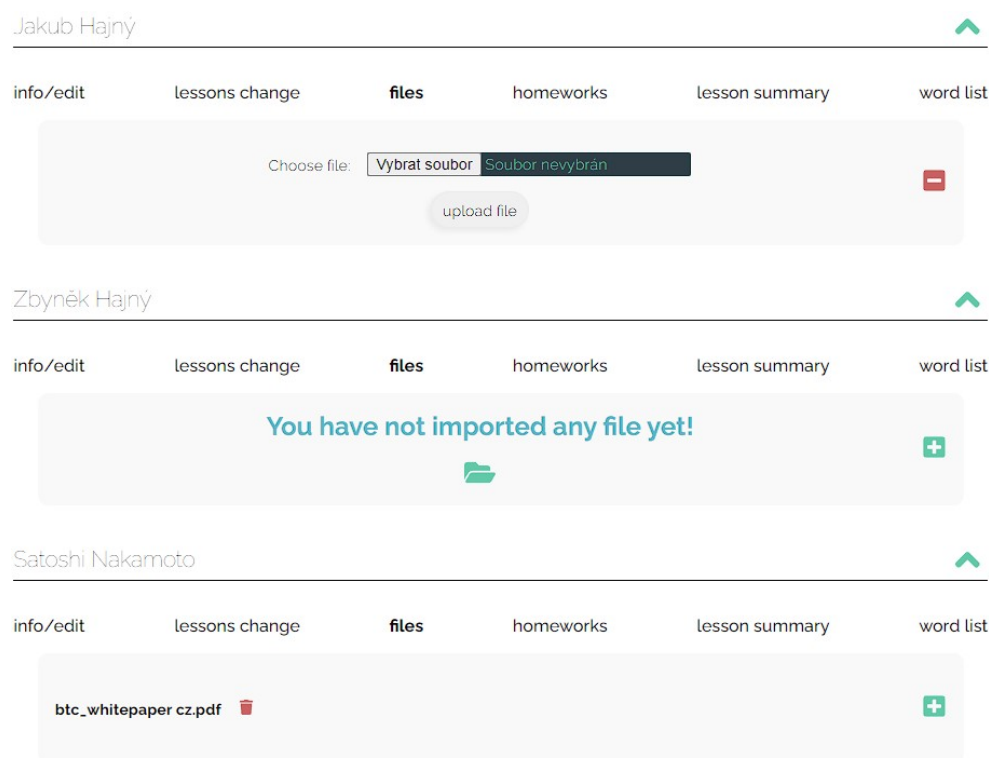 Jakub Hajný
info/edit lessons change files homeworks lesson summary word list
Choose file: Vybrat soubor Soubor nevybrán
upload file
Zbyněk Hajný
info/edit lessons change files homeworks lesson summary word list
You have not imported any file yet!
Satoshi Nakamoto
info/edit lessons change files homeworks lesson summary word list
btc_whitepaper cz.pdf